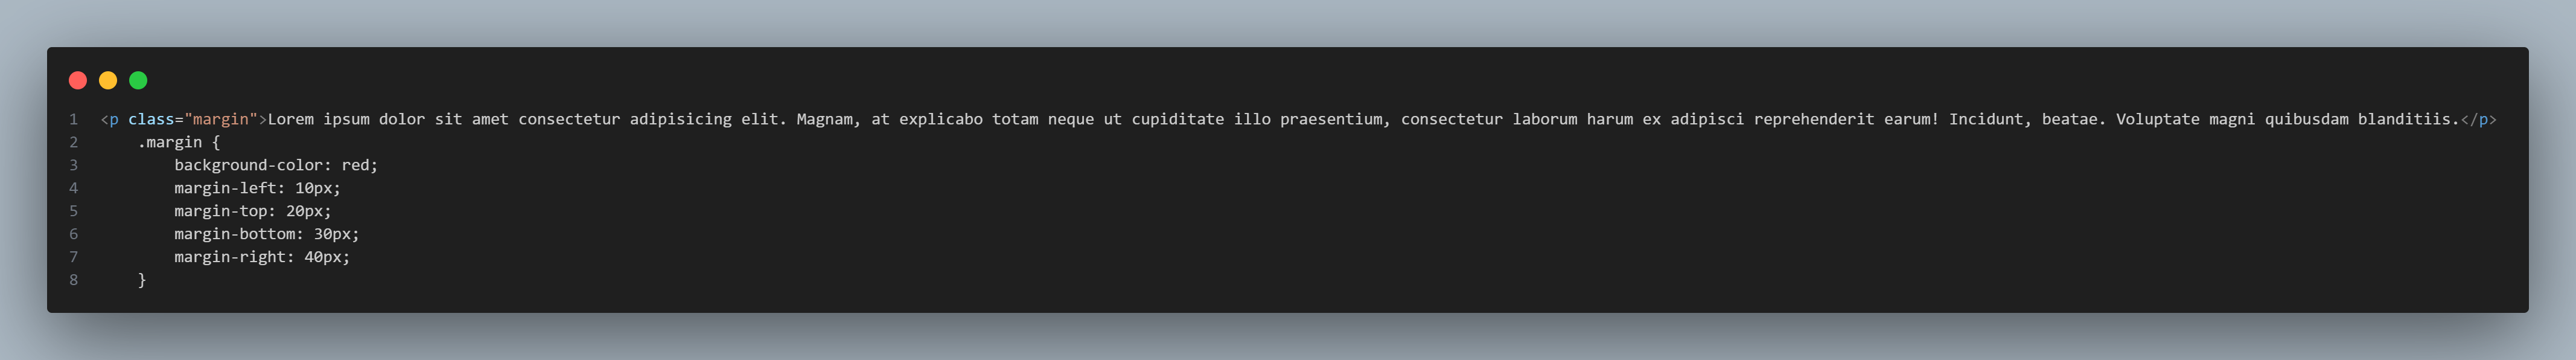 1 <p class="margin">Lorem ipsum dolor sit amet consectetur adipisicing elit. Magnam, at explicabo totam neque ut cupiditate illo praesentium, consectetur laborum harum ex adipisci reprehenderit earum! Incidunt, beatae. Voluptate magni quibusdam blanditiis.</p>
2     .margin {
3         background-color: red;
4         margin-left: 10px;
5         margin-top: 20px;
6         margin-bottom: 30px;
7         margin-right: 40px;
8     }